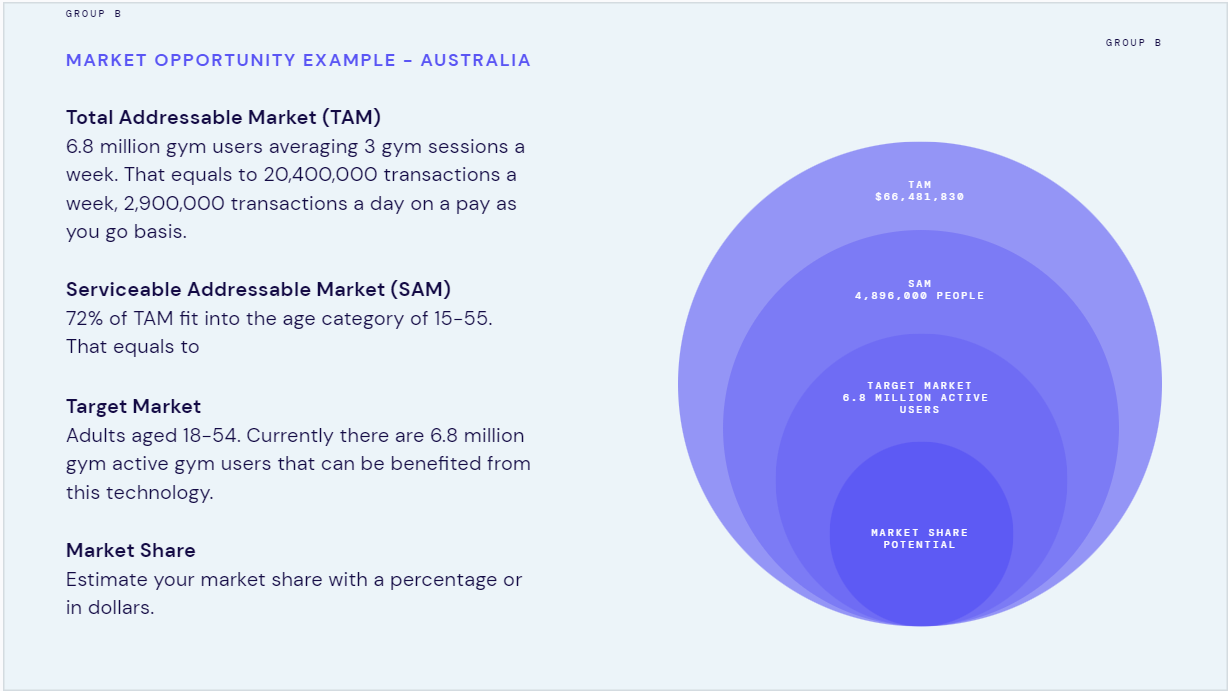 GROUP B
GROUP B
MARKET OPPORTUNITY EXAMPLE - AUSTRALIA
Total Addressable Market (TAM)
6.8 million gym users averaging 3 gym sessions a
week. That equals to 20,400,000 transactions a
week, 2,900,000 transactions a day on a pay as
you go basis.
Serviceable Addressable Market (SAM)
72% of TAM fit into the age category of 15-55.
That equals to
Target Market
Adults aged 18-54. Currently there are 6.8 million
gym active gym users that can be benefited from
this technology.
Market Share
Estimate your market share with a percentage or
in dollars.
TAM
$66,481,830
SAM
4,896,000 PEOPLE
TARGET MARKET
6.8 MILLION ACTIVE
USERS
MARKET SHARE
POTENTIAL